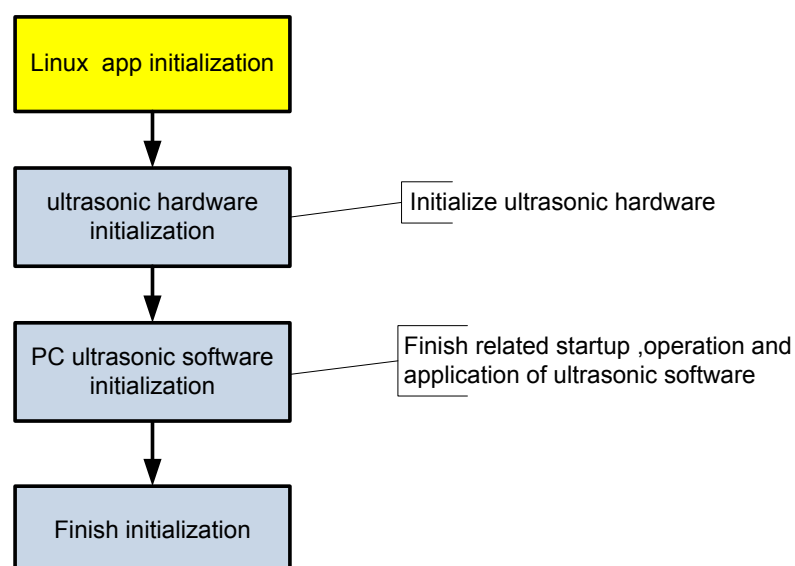 Linux  app initialization
ultrasonic hardware
initialization
Initialize ultrasonic hardware
PC ultrasonic software
initialization
Finish related startup ,operation and
application of ultrasonic software
Finish initialization